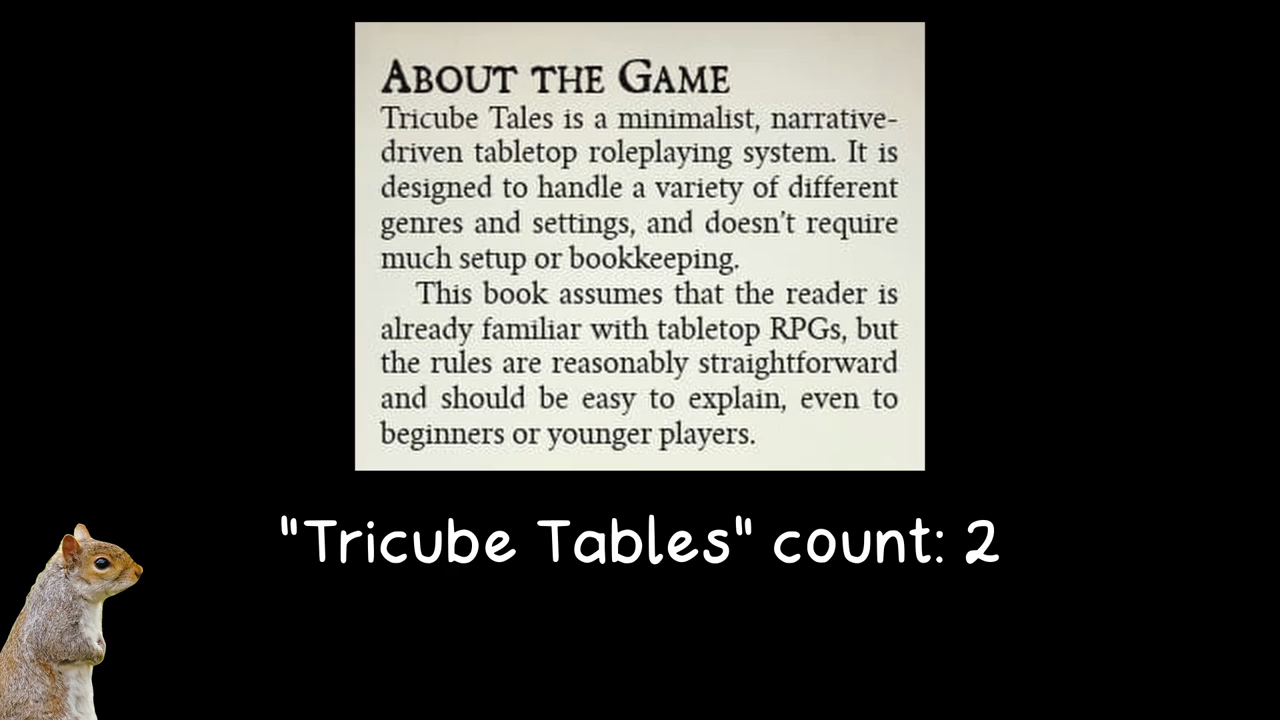 ABOUT THE GAME
Tricube Tales is a minimalist, narrative-
driven tabletop roleplaying system. It is
designed to handle a variety of different
genres and settings, and doesn't require
much setup or bookkeeping.
This book assumes that the reader is
already familiar with tabletop RPGs, but
the rules are reasonably straightforward
and should be easy to explain, even to
beginners or younger players.
"Tricube Tables" count: 2